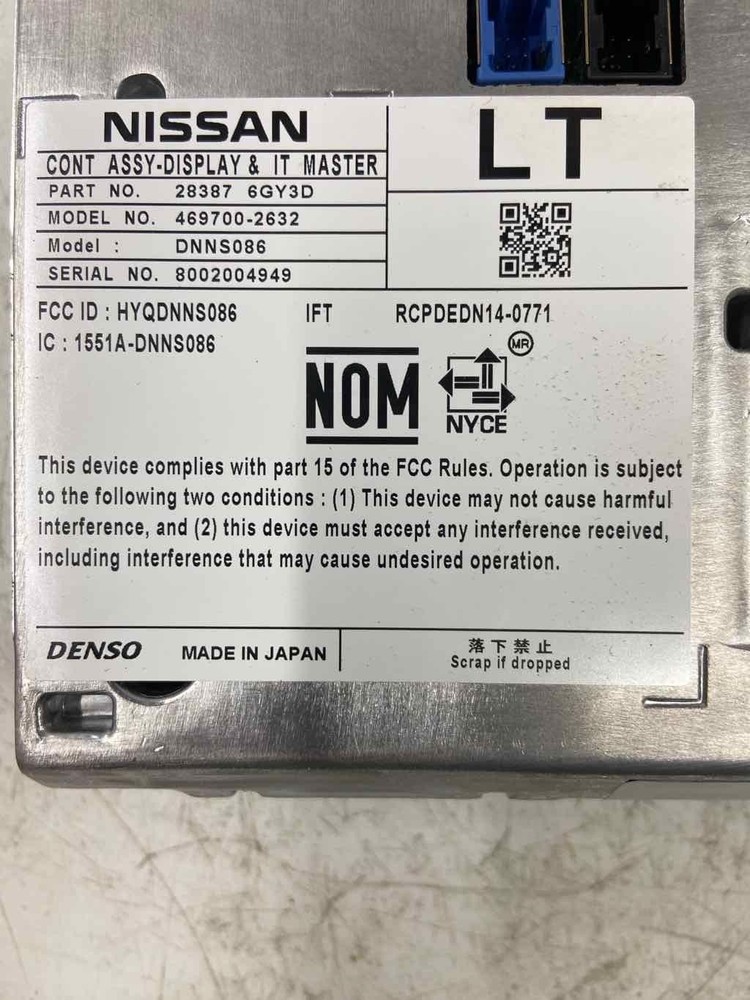 NISSAN
LT
CONT ASSY-DISPLAY & IT MASTER
PART NO. 28387 6GY3D
MODEL NO. 469700-2632
Model : DNNS086
SERIAL NO. 8002004949
FCC ID : HYQDNNS086 IFT RCPDEDN14-0771
IC : 1551A-DNNS086
MR
NOM
NYCE
This device complies with part 15 of the FCC Rules. Operation is subject
to the following two conditions : (1) This device may not cause harmful
interference, and (2) this device must accept any interference received,
including interference that may cause undesired operation.
DENSO MADE IN JAPAN
落下禁止
Scrap if dropped